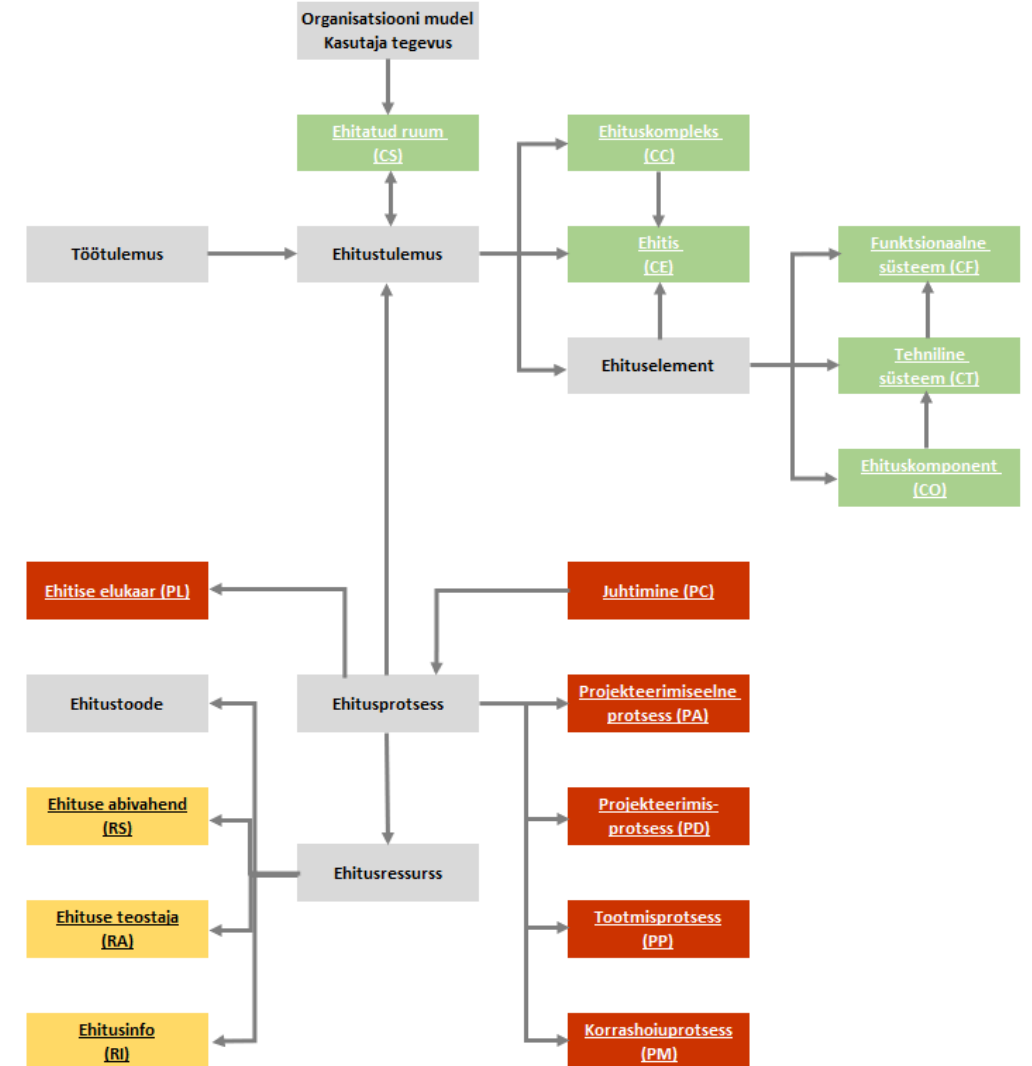 Organisatsiooni mudel
Kasutaja tegevus
Ehitatud ruum
(CS)
Ehituskompleks
(CC)
Töötulemus
Ehitustulemus
Ehitis
(CE)
Funktsionaalne
süsteem (CF)
Ehituselement
Tehniline
süsteem (CT)
Ehituskomponent
(CO)
Ehitise elukaar (PL)
Juhtimine (PC)
Ehitustoode
Ehitusprotsess
Projekteerimiseelne
protsess (PA)
Ehituse abivahend
(RS)
Projekteerimis-
protsess (PD)
Ehitusressurss
Ehituse teostaja
(RA)
Tootmisprotsess
(PP)
Ehitusinfo
(RI)
Korrashoiuprotsess
(PM)